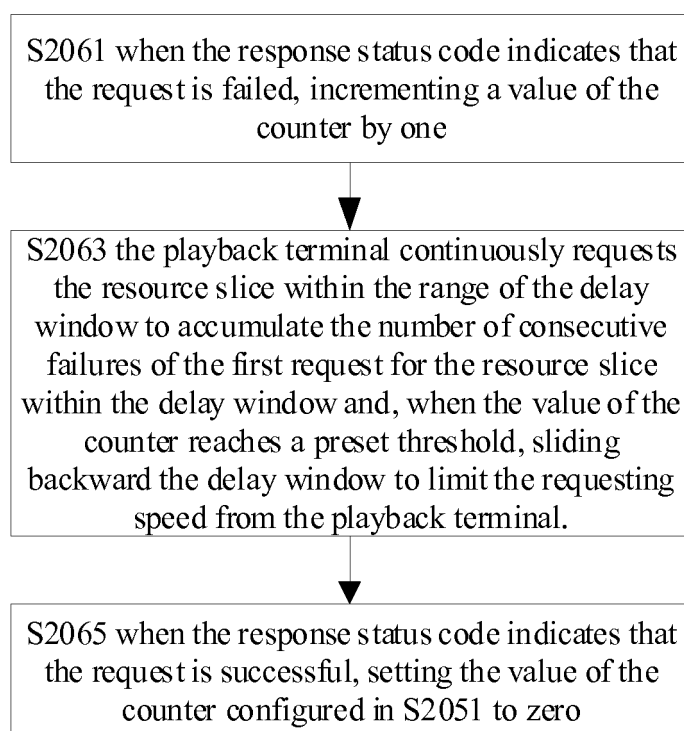 S2061 when the response status code indicates that
the request is failed, incrementing a value of the
counter by one
S2063 the playback terminal continuously requests
the resource slice within the range of the delay
window to accumulate the number of consecutive
failures of the first request for the resource slice
within the delay window and, when the value of the
counter reaches a preset threshold, sliding
backward the delay window to limit the requesting
speed from the playback terminal.
S2065 when the response status code indicates that
the request is successful, setting the value of the
counter configured in S2051 to zero